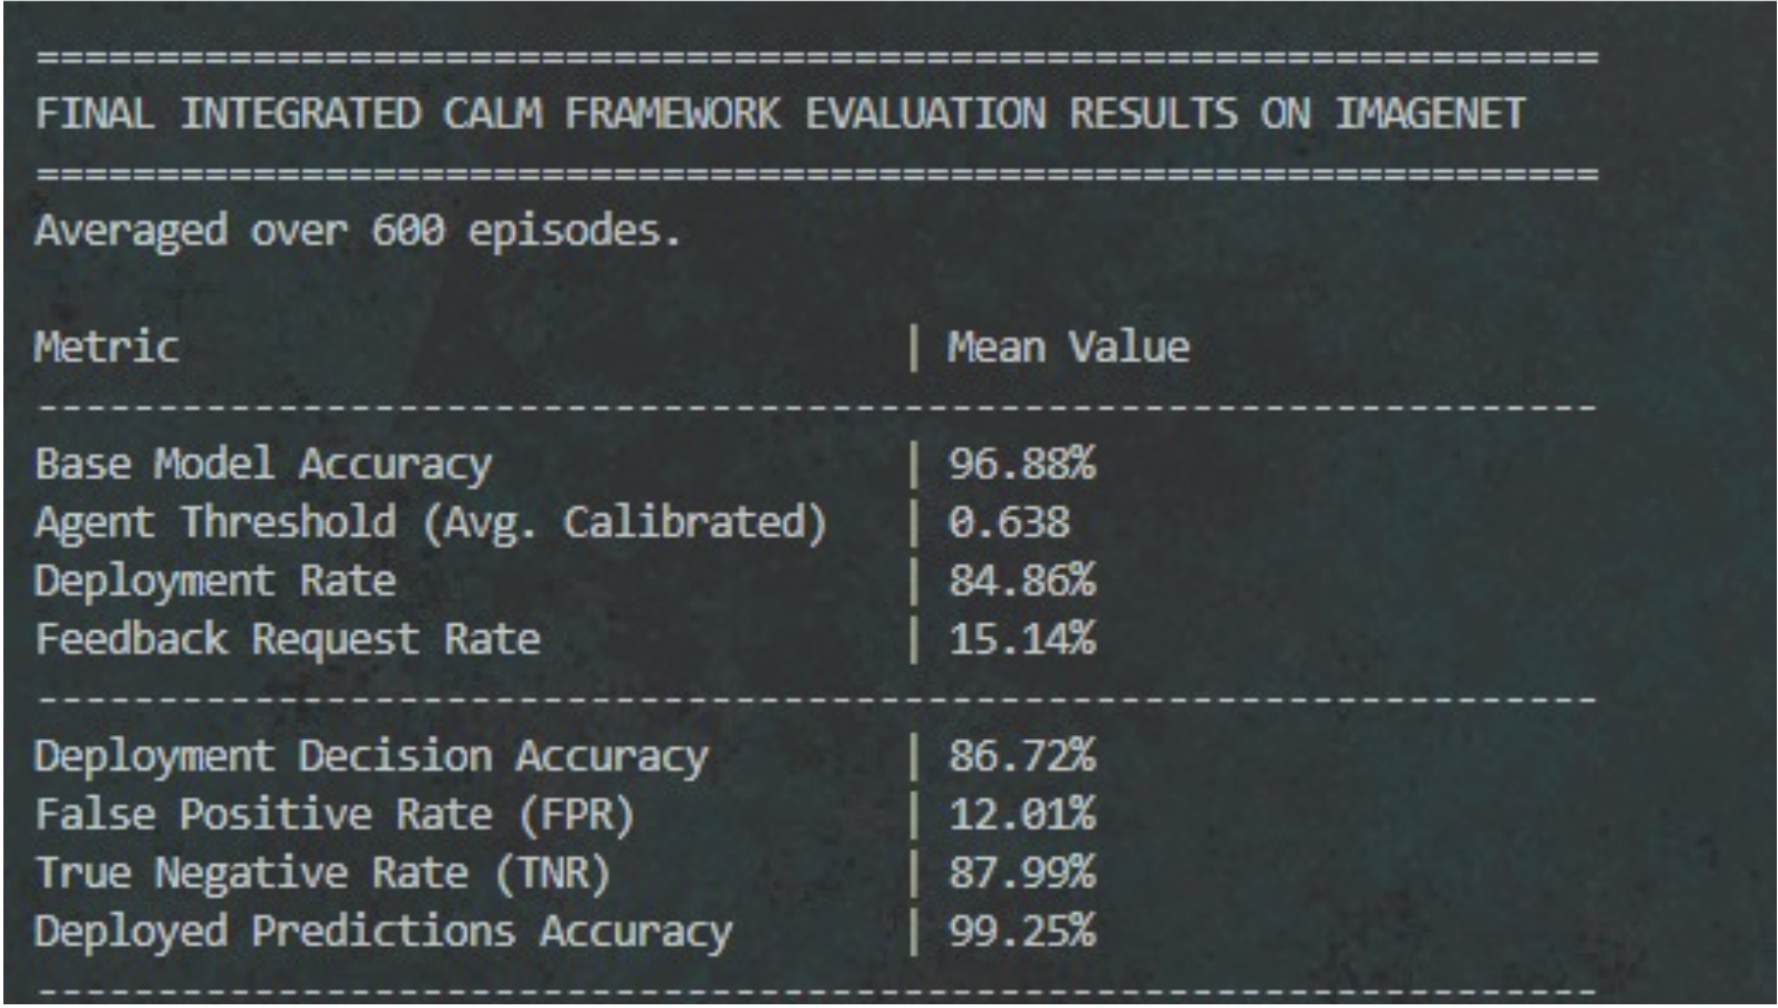 =================================================================
FINAL INTEGRATED CALM FRAMEWORK EVALUATION RESULTS ON IMAGENET
=================================================================
Averaged over 600 episodes.
Metric | Mean Value
-----------------------------------------------------------------
Base Model Accuracy | 96.88%
Agent Threshold (Avg. Calibrated) | 0.638
Deployment Rate | 84.86%
Feedback Request Rate | 15.14%
-----------------------------------------------------------------
Deployment Decision Accuracy | 86.72%
False Positive Rate (FPR) | 12.01%
True Negative Rate (TNR) | 87.99%
Deployed Predictions Accuracy | 99.25%
-----------------------------------------------------------------